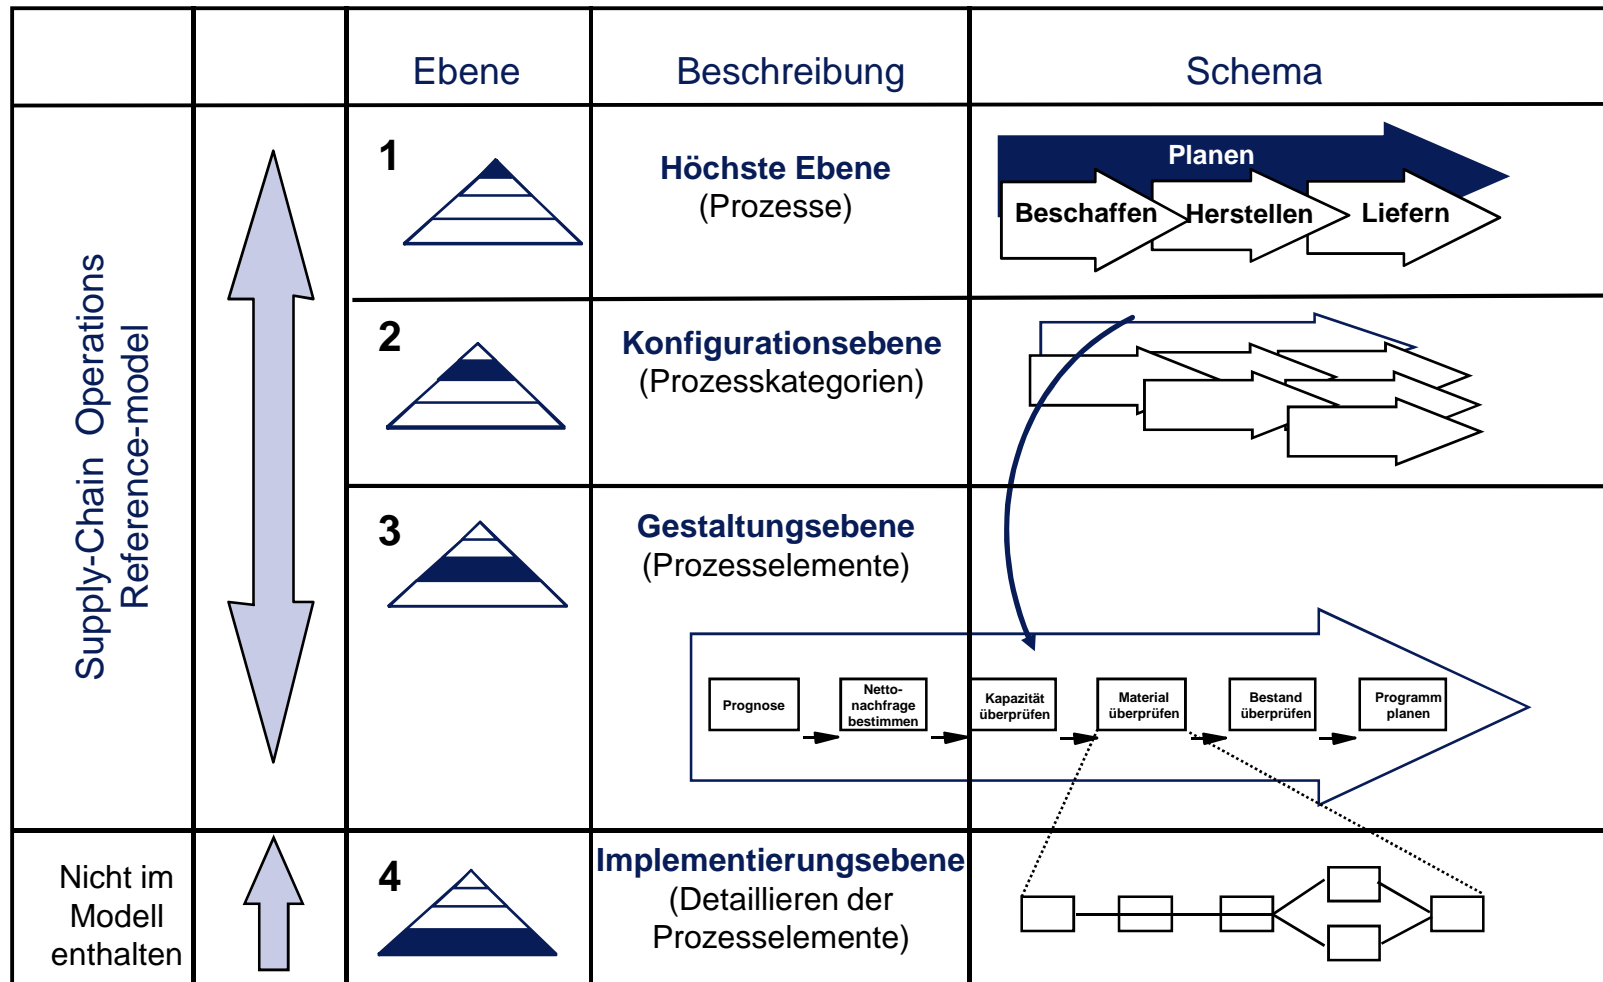 Ebene
Beschreibung
Schema
Supply-Chain Operations
Reference-model
1
Höchste Ebene
(Prozesse)
Planen
Beschaffen
Herstellen
Liefern
2
Konfigurationsebene
(Prozesskategorien)
3
Gestaltungsebene
(Prozesselemente)
Prognose
Netto-
nachfrage
bestimmen
Kapazität
überprüfen
Material
überprüfen
Bestand
überprüfen
Programm
planen
Nicht im
Modell
enthalten
4
Implementierungsebene
(Detaillieren der
Prozesselemente)